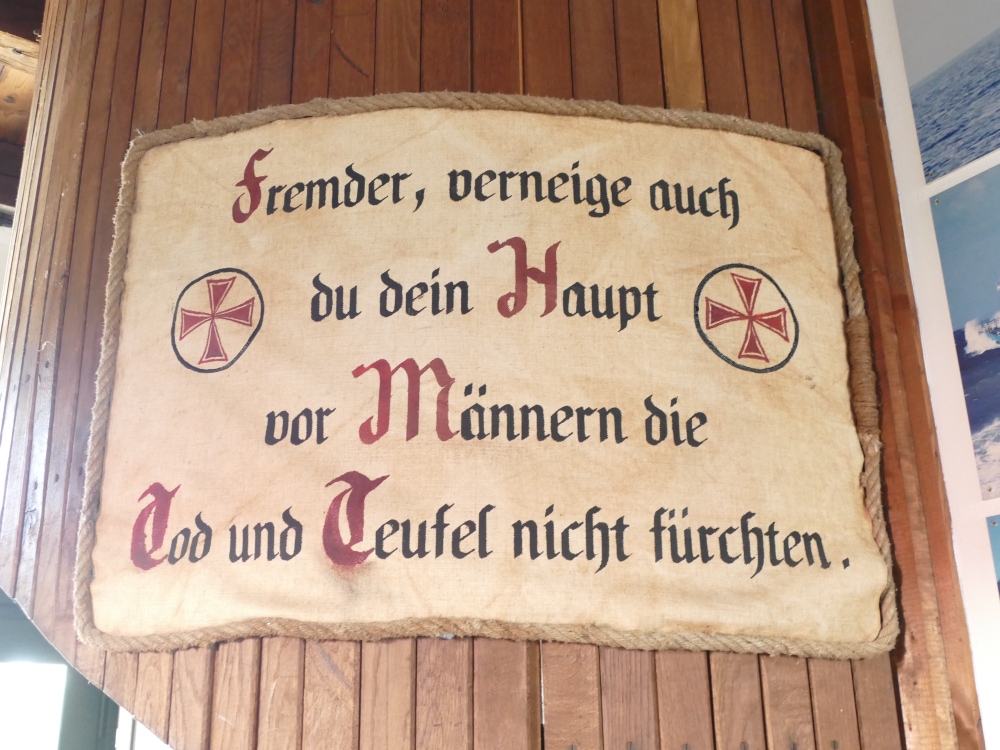 Fremder, verneige auch
du dein Haupt
vor Männern die
Tod und Teufel nicht fürchten.